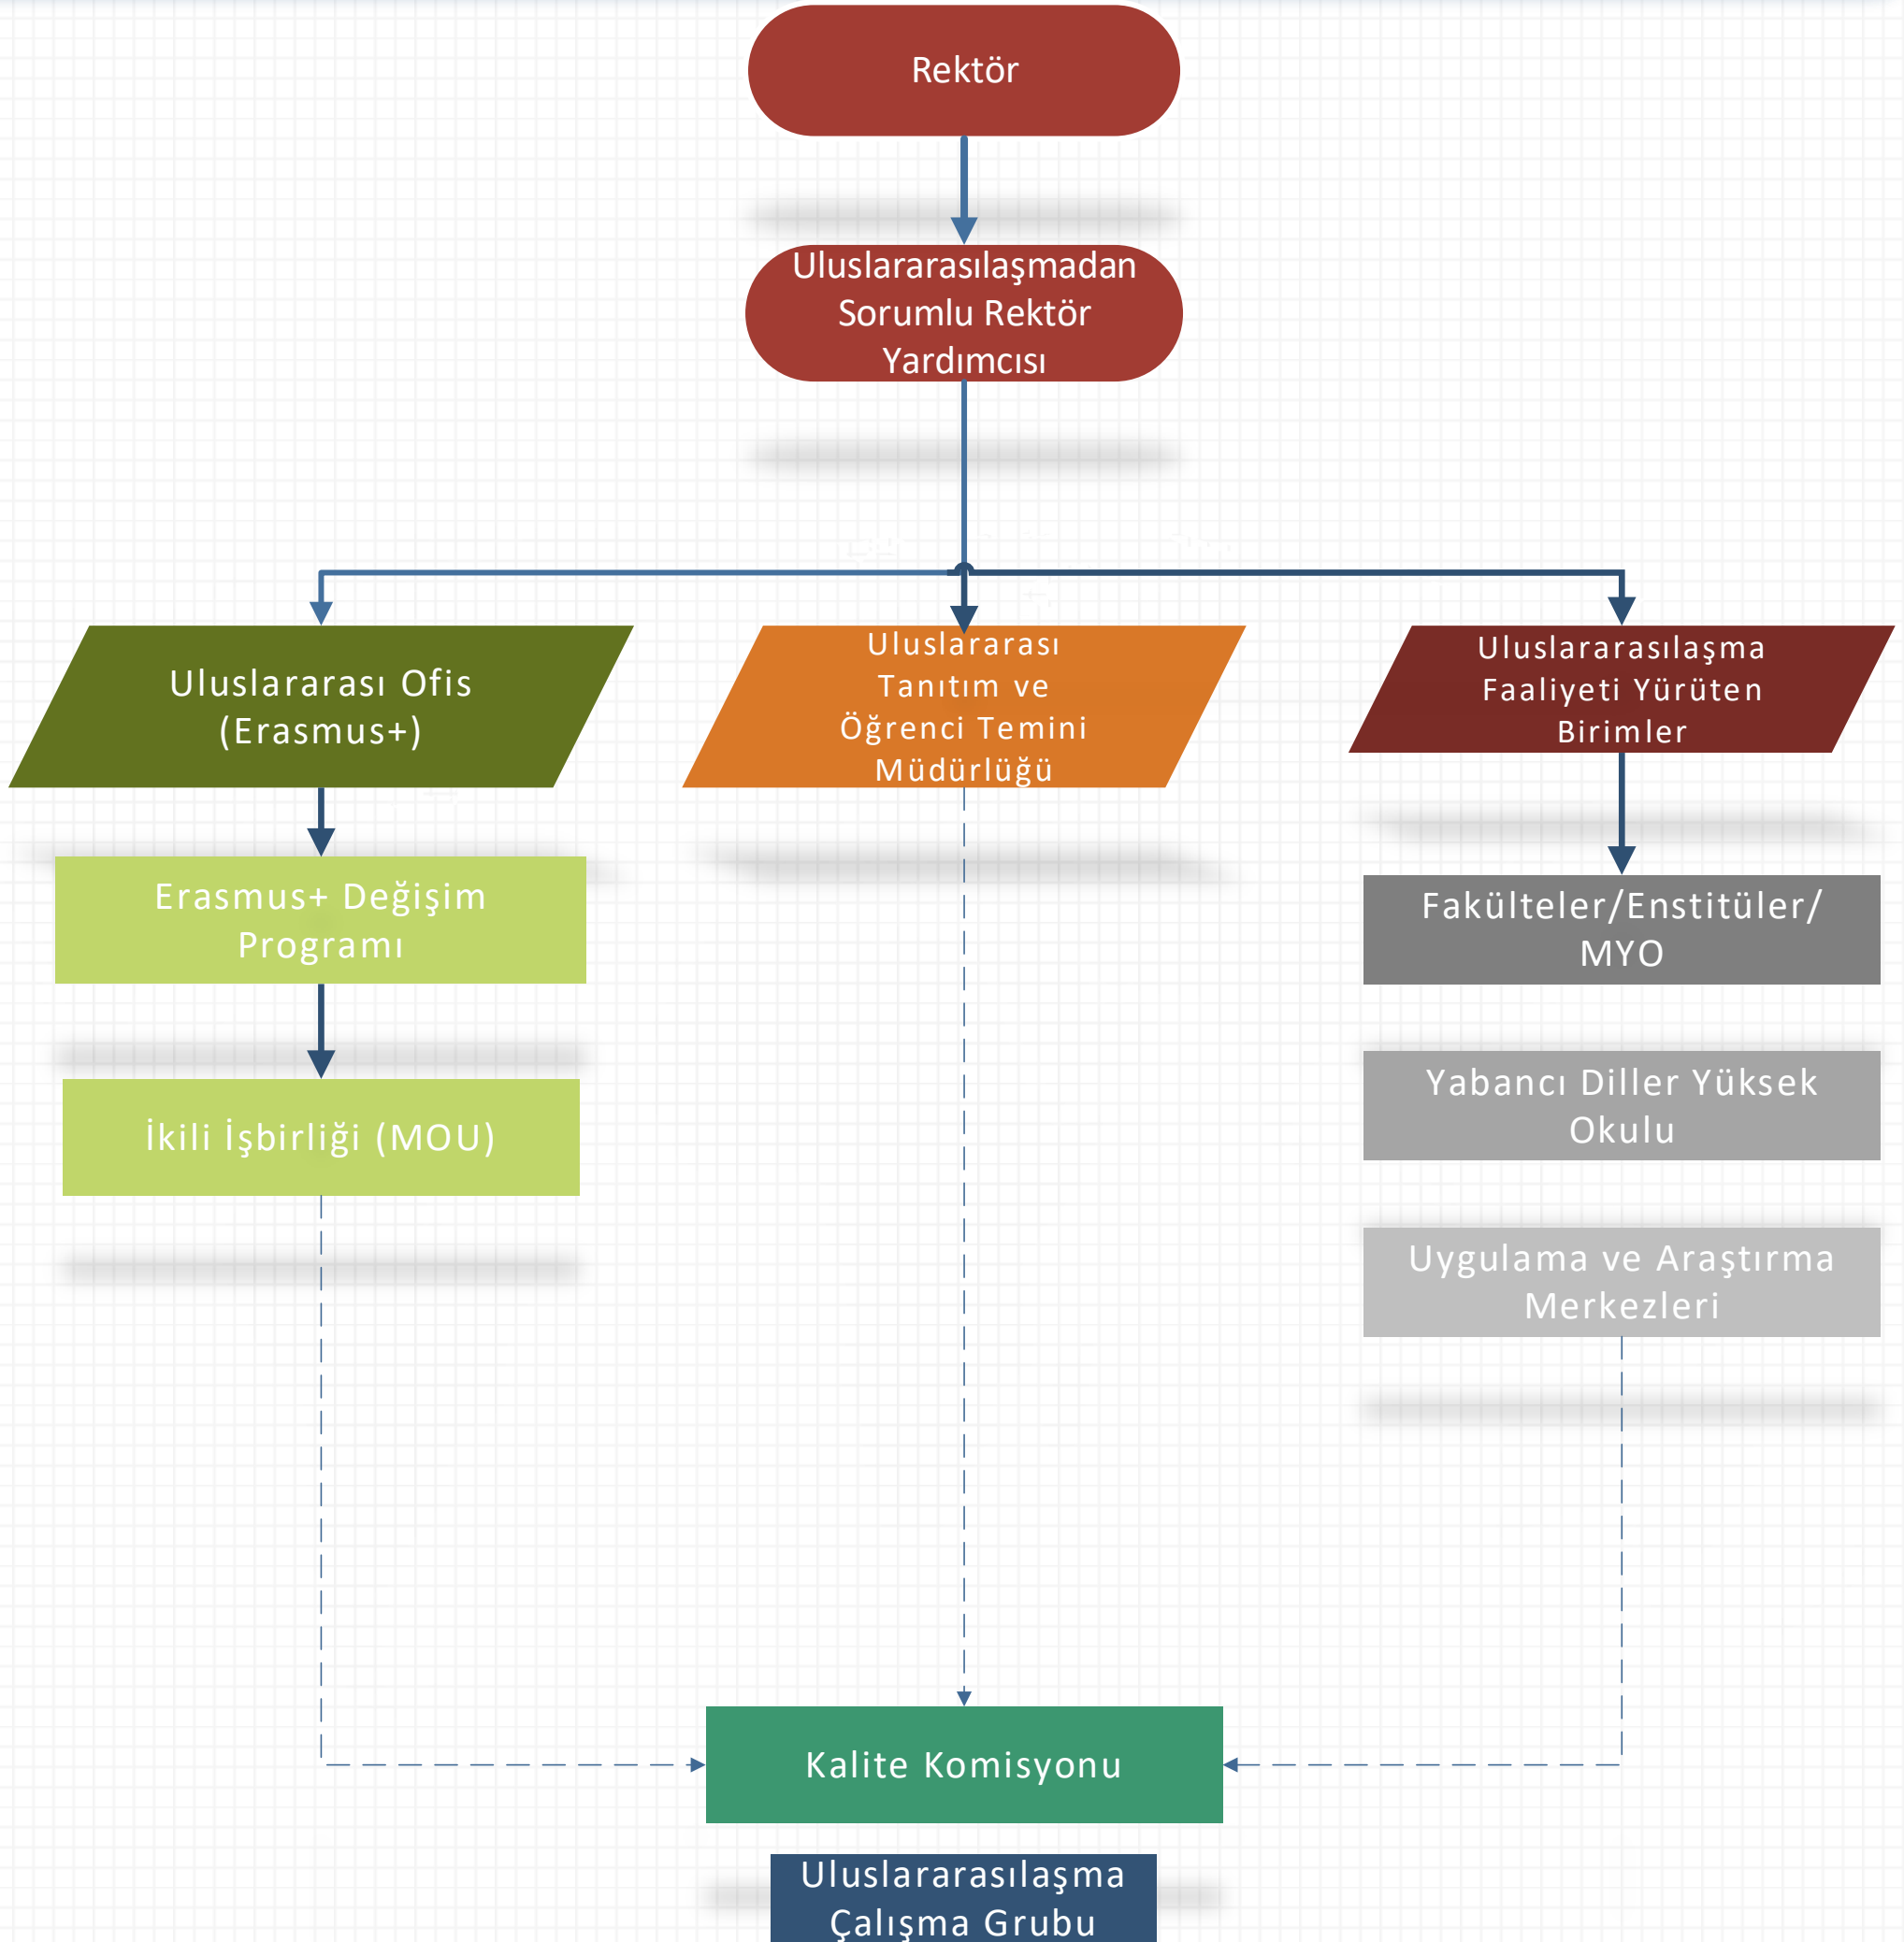 Rektör
Uluslararasılaşmadan
Sorumlu Rektör
Yardımcısı
Uluslararası Ofis
(Erasmus+)
Uluslararası
Tanıtım ve
Öğrenci Temini
Müdürlüğü
Uluslararasılaşma
Faaliyeti Yürüten
Birimler
Erasmus+ Değişim
Programı
Fakülteler/Enstitüler/
MYO
İkili İşbirliği (MOU)
Yabancı Diller Yüksek
Okulu
Uygulama ve Araştırma
Merkezleri
Kalite Komisyonu
Uluslararasılaşma
Çalışma Grubu